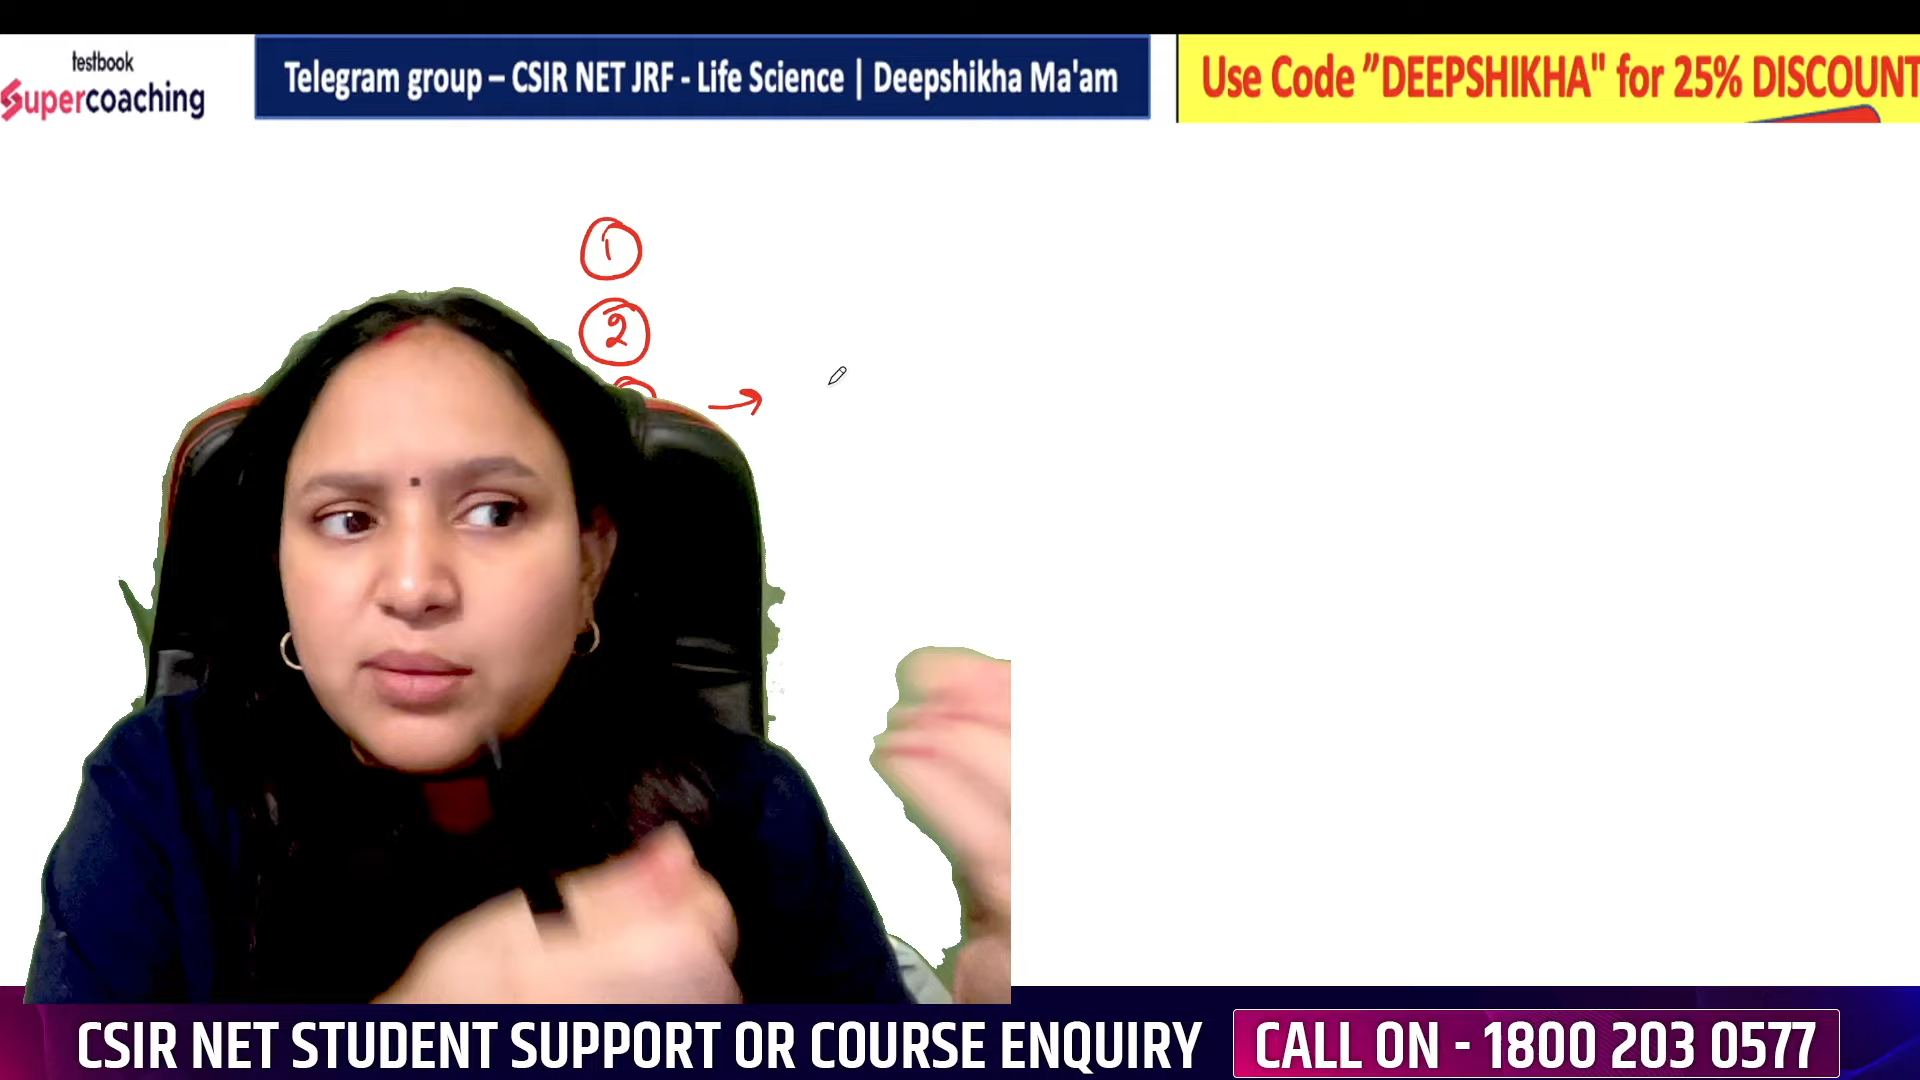 testbook
Supercoaching
Telegram group – CSIR NET JRF - Life Science | Deepshikha Ma'am
Use Code ”DEEPSHIKHA" for 25% DISCOUNT
1
2
CSIR NET STUDENT SUPPORT OR COURSE ENQUIRY
CALL ON - 1800 203 0577